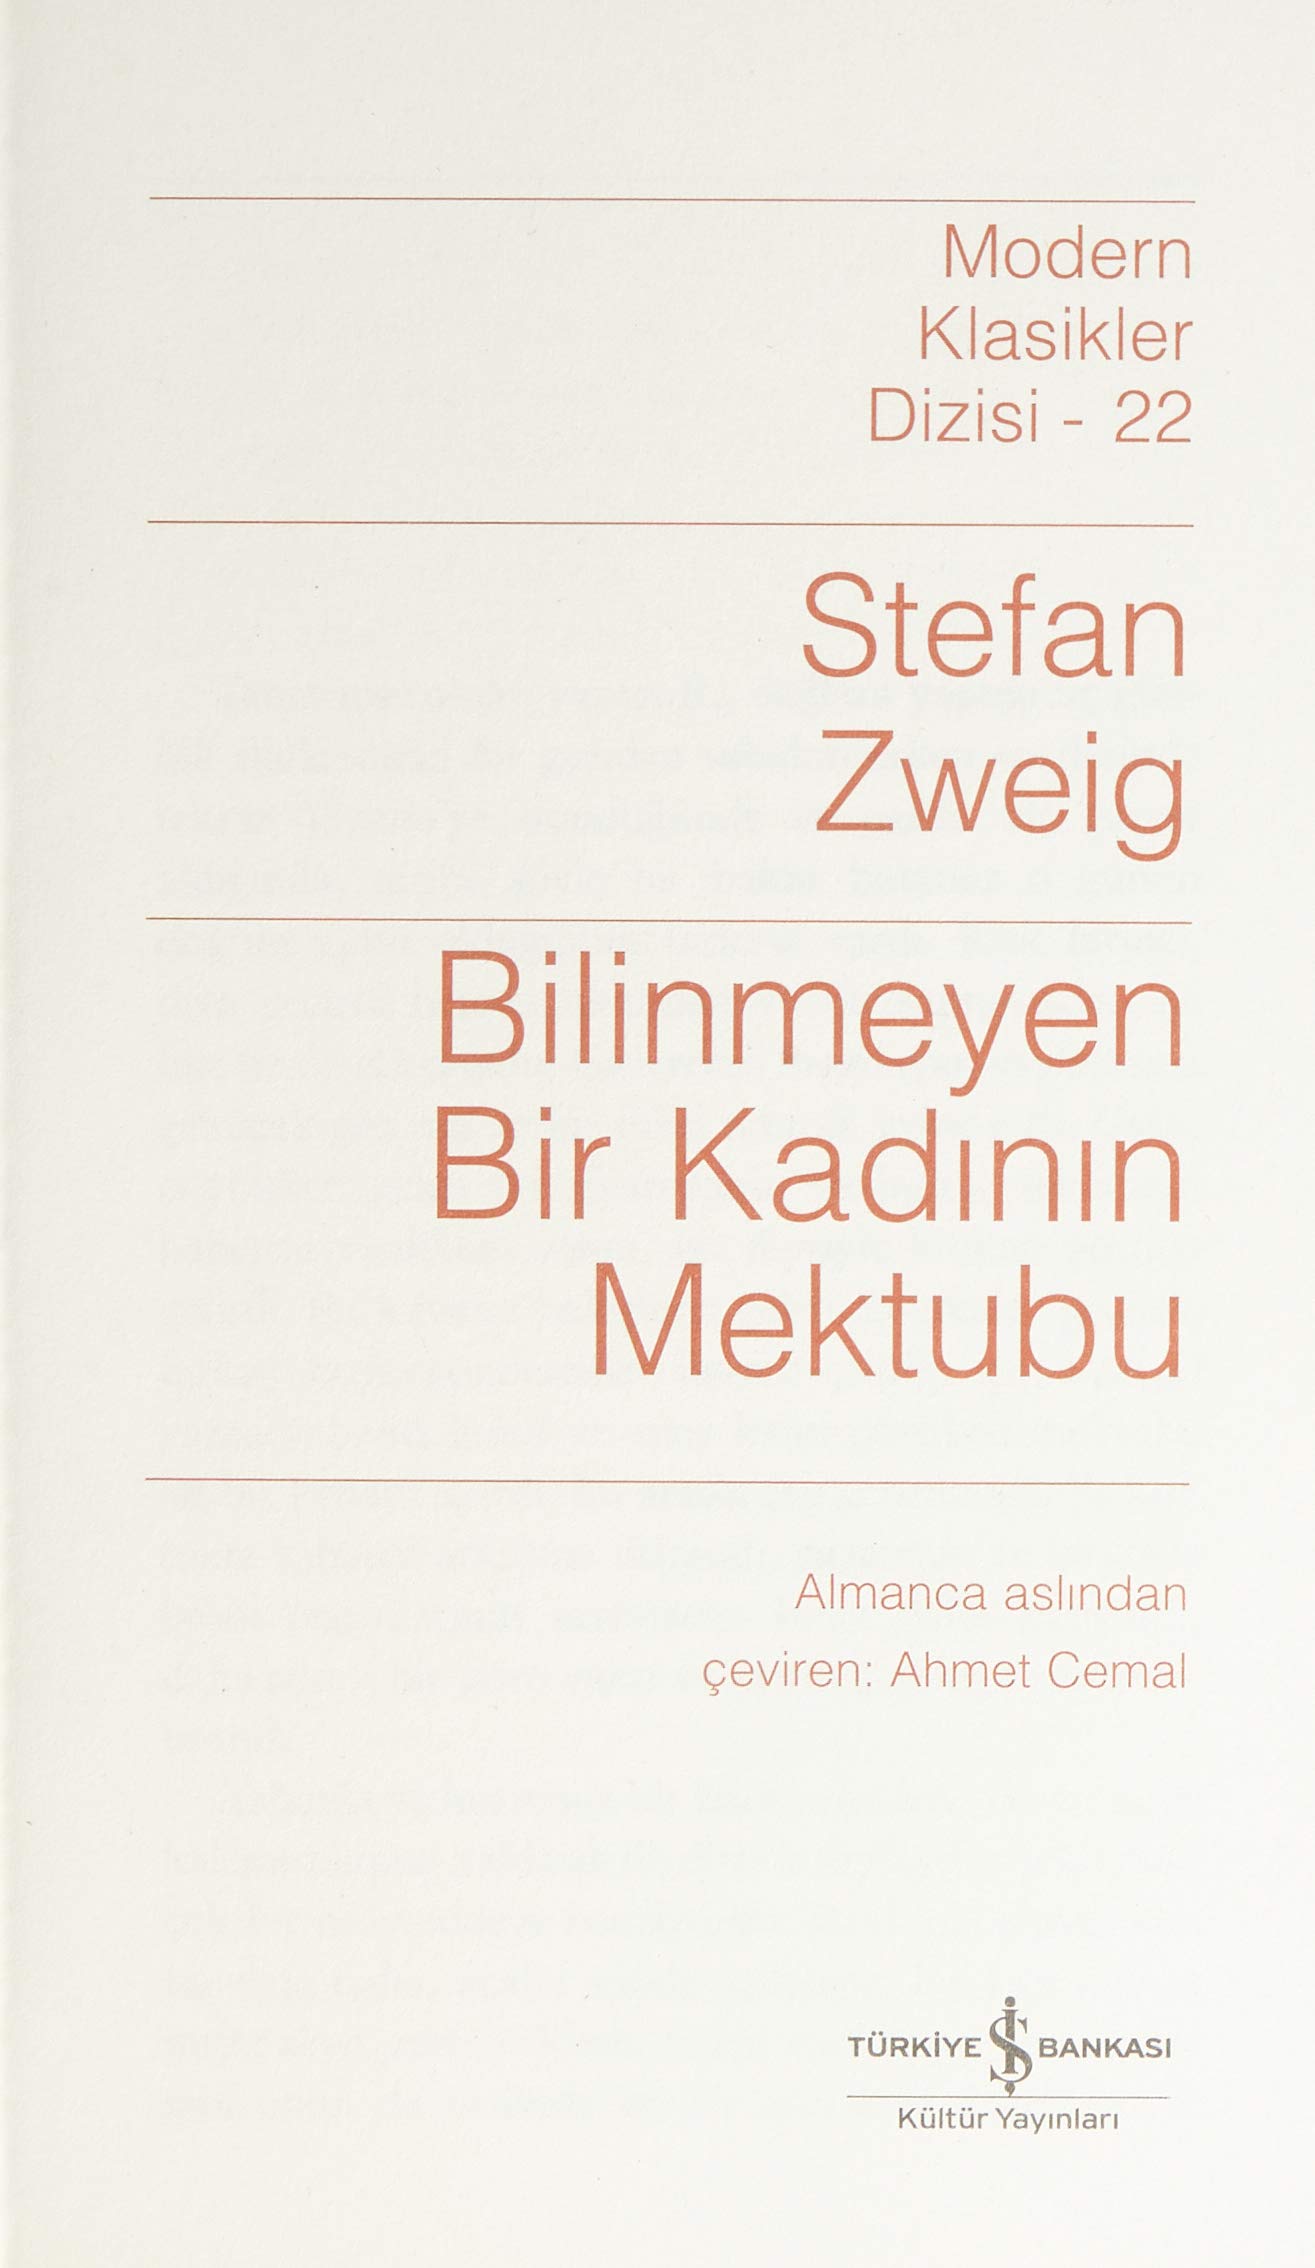 Modern
Klasikler
Dizisi - 22
Stefan
Zweig
Bilinmeyen
Bir Kadının
Mektubu
Almanca aslından
çeviren: Ahmet Cemal
TÜRKİYE İŞ BANKASI
Kültür Yayınları